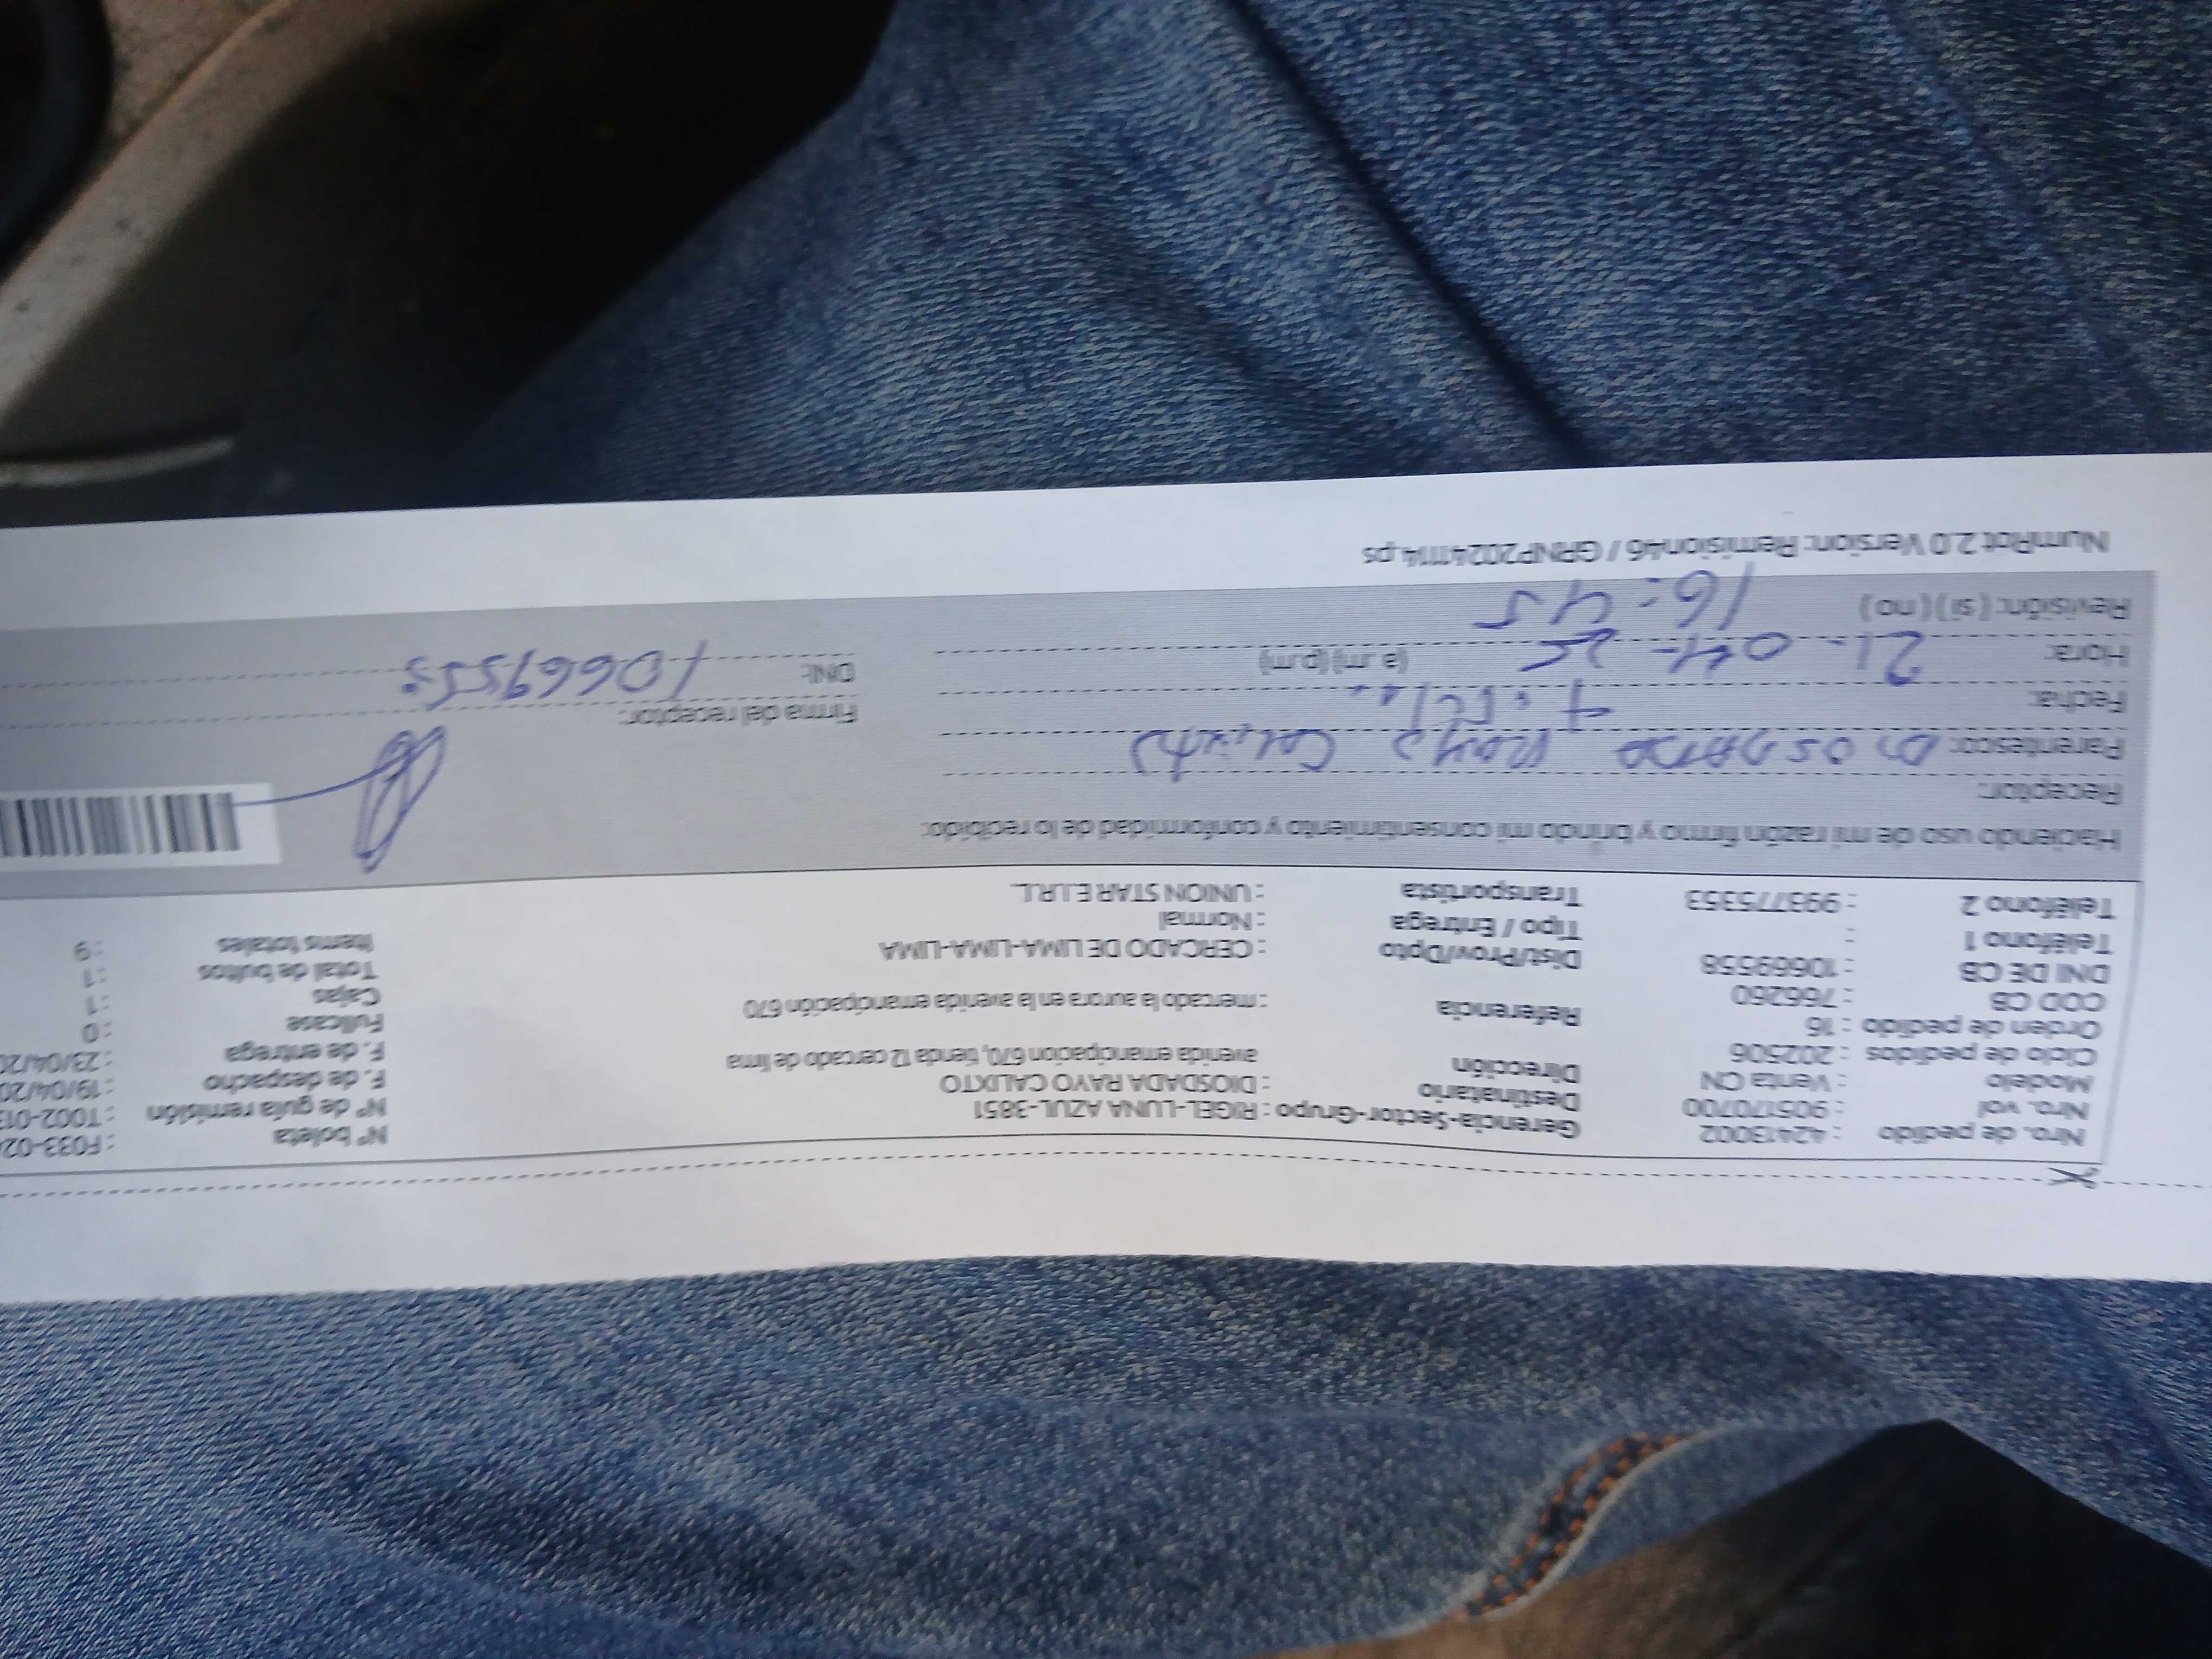 Nro. de pedido : 42413002 Gerencia-Sector-Grupo : RIGEL-LUNA AZUL-3851 N° boleta : F033-02
Nro. vol : 905170700 Destinatario : DIOSDADA RAYO CALIXTO N° de guía remisión : T002-013
Modelo : Venta CN Dirección avenida emancipacion 670, tienda 12 cercado de lima F. de despacho : 19/04/20
Ciclo de pedidos : 202506 F. de entrega : 23/04/20
Orden de pedido : 16 Referencia : mercado la aurora en la avenida emancipación 670 Fullcase : 0
COD CB : 766260 Cajas : 1
DNI DE CB : 10669558 Dist/Prov/Dpto : CERCADO DE LIMA-LIMA-LIMA Total de bultos : 1
Teléfono 1 : Tipo / Entrega : Normal Items totales : 9
Teléfono 2 : 993775353 Transportista : UNION STAR E.I.R.L.
Haciendo uso de mi razón firmo y brindo mi consentimiento y conformidad de lo recibido:
Receptor:
Parentesco: DIOSDADA Rayo Calixto
Fecha: Firma del receptor:
Hora: 21-04-25 (a.m)(p.m) DNI: 10669558
Revisión: (si) (no) 16:45
NumRot 2.0 Version: Remision46 / GRNP202411114.ps